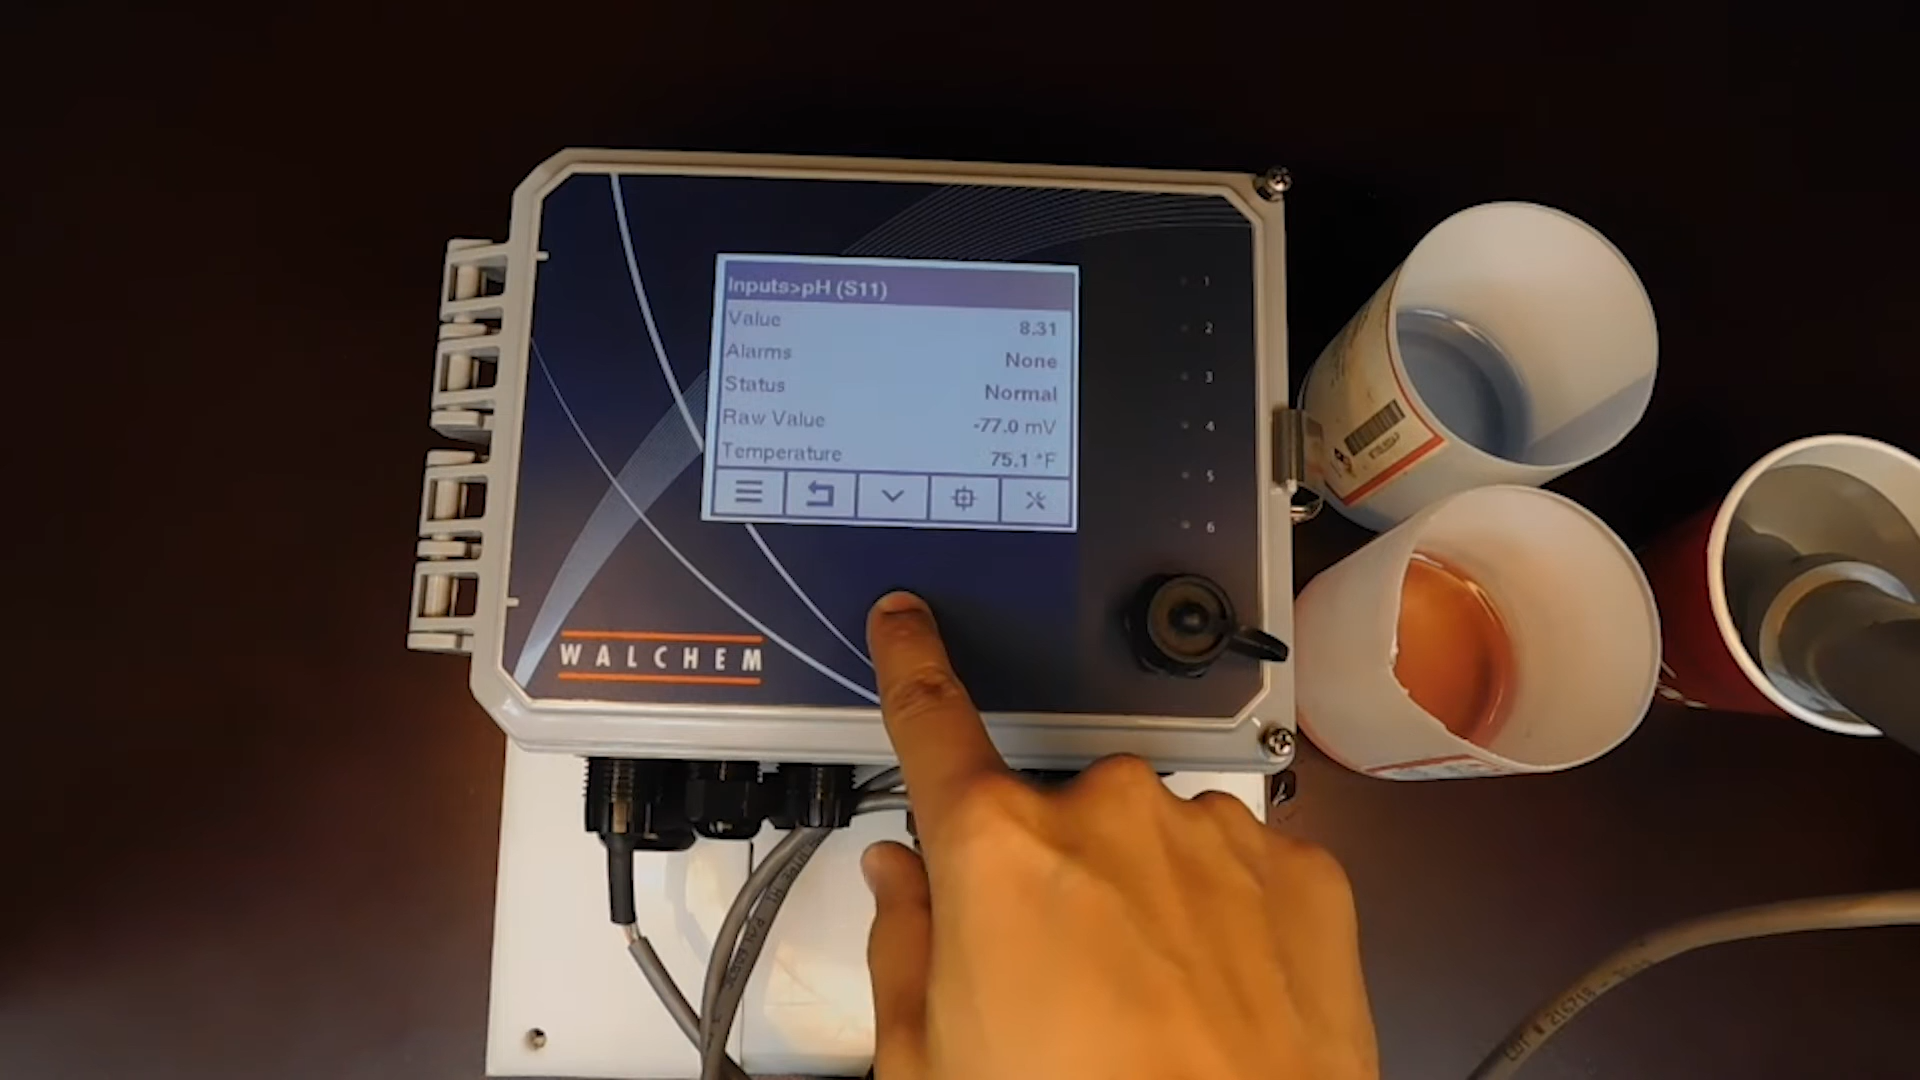 Inputs>pH (S11)
Value 8.31
Alarms None
Status Normal
Raw Value -77.0 mV
Temperature 75.1 °F
1
2
3
4
5
6
WALCHEM